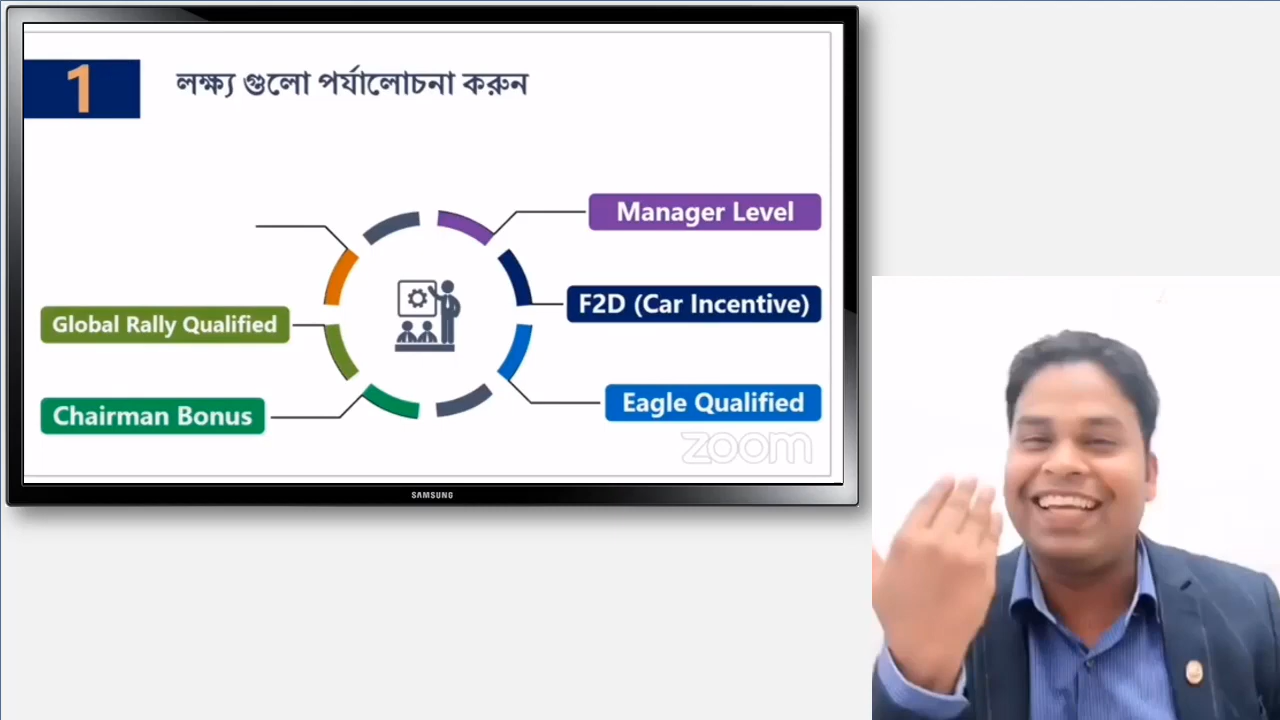 1
লক্ষ্য গুলো পর্যালোচনা করুন
Manager Level
F2D (Car Incentive)
Global Rally Qualified
Eagle Qualified
Chairman Bonus
zoom
SAMSUNG